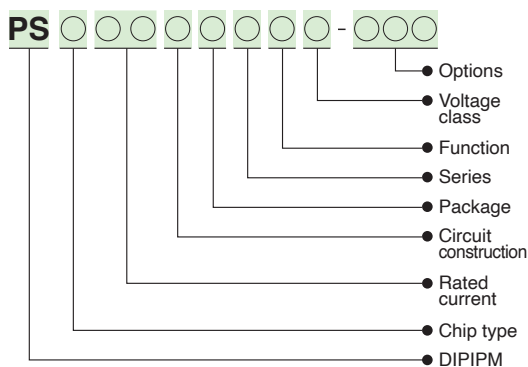 PS ○ ○○ ○ ○ ○ ○ ○ - ○○○
Options
Voltage
class
Function
Series
Package
Circuit
construction
Rated
current
Chip type
DIPIPM